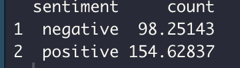 sentiment count
1 negative 98.25143
2 positive 154.62837